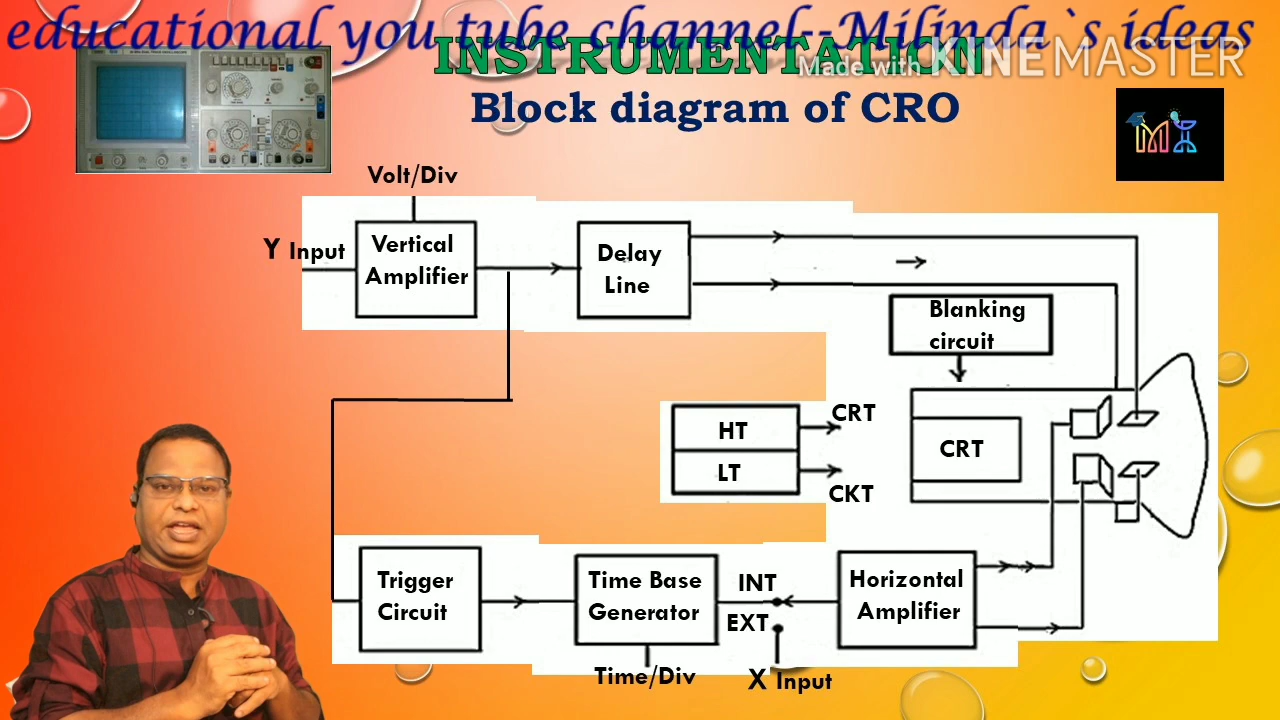 educational you tube channel--Milinda`s ideas
INSTRUMENTATION
Made with KINEMASTER
Block diagram of CRO
MI
Volt/Div
Y Input
Vertical
Amplifier
Delay
Line
Blanking
circuit
HT
LT
CRT
CKT
CRT
Trigger
Circuit
Time Base
Generator
INT
EXT
Horizontal
Amplifier
Time/Div
X Input